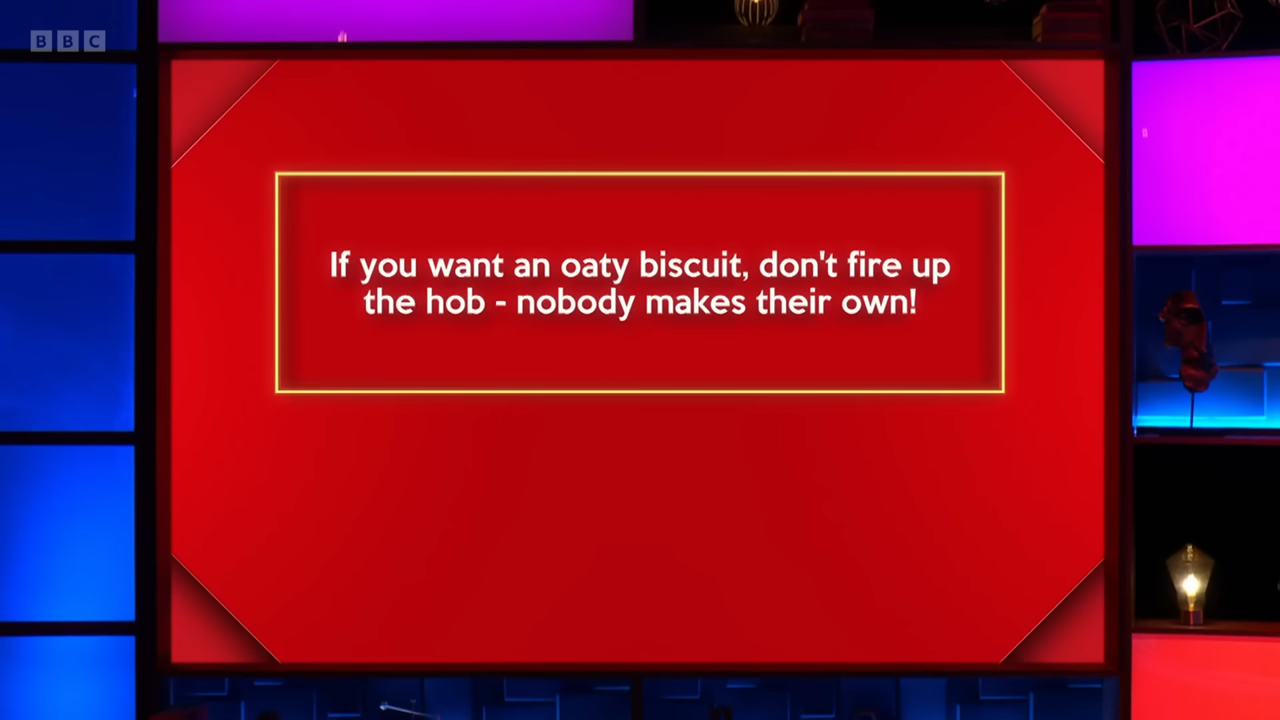 BBC
If you want an oaty biscuit, don't fire up
the hob - nobody makes their own!